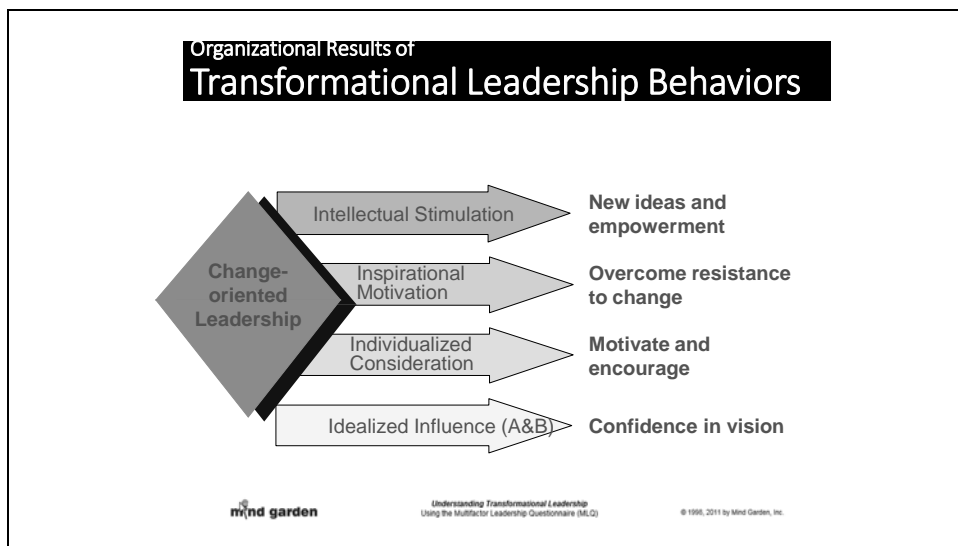 Organizational Results of
Transformational Leadership Behaviors
Change-
oriented
Leadership
Intellectual Stimulation
New ideas and
empowerment
Inspirational
Motivation
Overcome resistance
to change
Individualized
Consideration
Motivate and
encourage
Idealized Influence (A&B)
Confidence in vision
mind garden
Understanding Transformational Leadership
Using the Multifactor Leadership Questionnaire (MLQ)
© 1995, 2011 by Mind Garden, Inc.